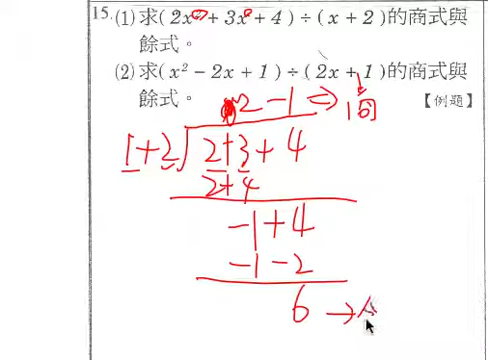 15.(1)求(2x²+3x+4)÷(x+2)的商式與
餘式。
(2)求(x²-2x+1)÷(2x+1)的商式與
餘式。
【例題】
2-1⇒
1+2)2+3+4
2+4
-1+4
-1-2
6→